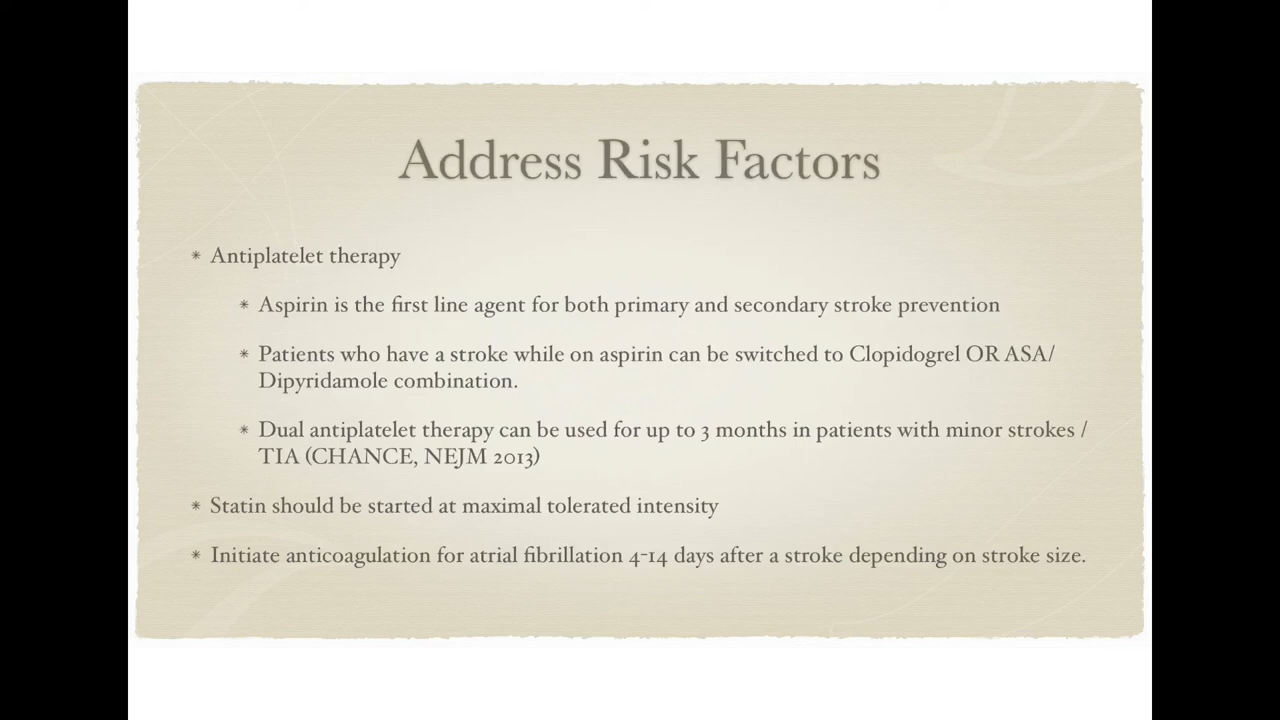 Address Risk Factors
* Antiplatelet therapy
* Aspirin is the first line agent for both primary and secondary stroke prevention
* Patients who have a stroke while on aspirin can be switched to Clopidogrel OR ASA/
Dipyridamole combination.
* Dual antiplatelet therapy can be used for up to 3 months in patients with minor strokes /
TIA (CHANCE, NEJM 2013)
* Statin should be started at maximal tolerated intensity
* Initiate anticoagulation for atrial fibrillation 4-14 days after a stroke depending on stroke size.